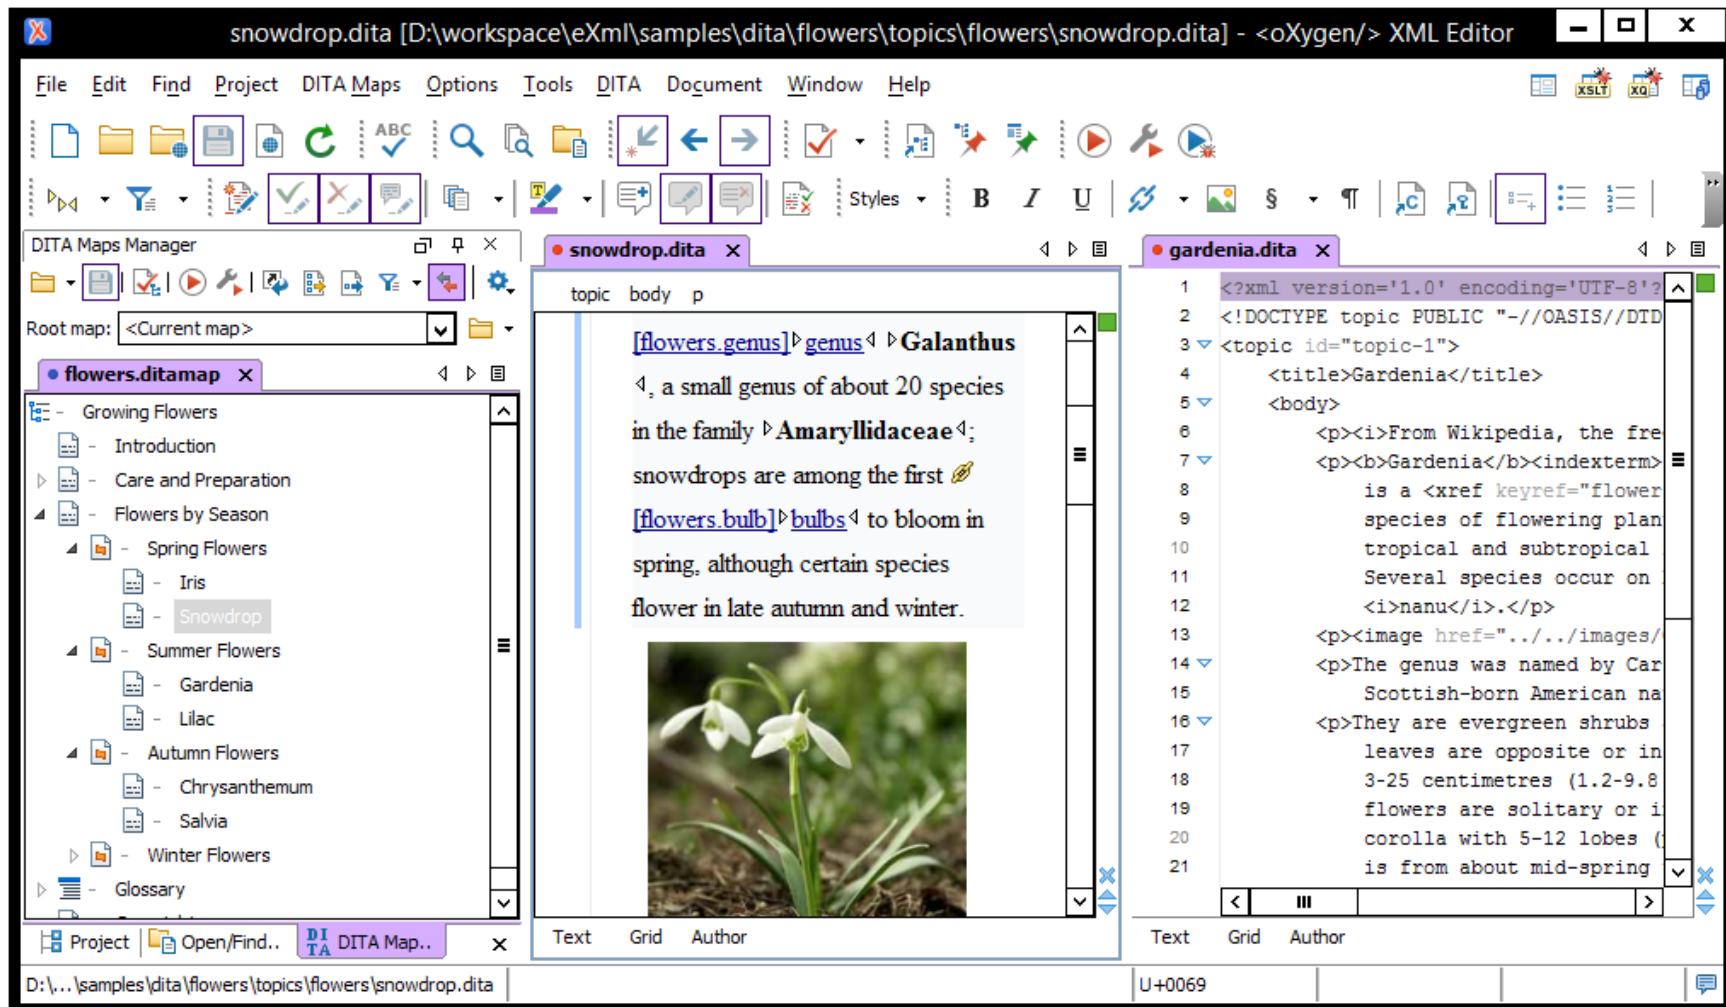 snowdrop.dita [D:\workspace\eXml\samples\dita\flowers\topics\flowers\snowdrop.dita] - <oXygen/> XML Editor
File Edit Find Project DITA Maps Options Tools DITA Document Window Help
XSLT XQ
ABC
Styles B I U § ¶
DITA Maps Manager
Root map: <Current map>
flowers.ditamap
Growing Flowers
Introduction
Care and Preparation
Flowers by Season
Spring Flowers
Iris
Snowdrop
Summer Flowers
Gardenia
Lilac
Autumn Flowers
Chrysanthemum
Salvia
Winter Flowers
Glossary
Project Open/Find.. DITA Map..
snowdrop.dita
topic body p
[flowers.genus] genus Galanthus
, a small genus of about 20 species
in the family Amaryllidaceae;
snowdrops are among the first
[flowers.bulb] bulbs to bloom in
spring, although certain species
flower in late autumn and winter.
Text Grid Author
gardenia.dita
1 <?xml version='1.0' encoding='UTF-8'?
2 <!DOCTYPE topic PUBLIC "-//OASIS//DTD
3 <topic id="topic-1">
4 <title>Gardenia</title>
5 <body>
6 <p><i>From Wikipedia, the fre
7 <p><b>Gardenia</b><indexterm>
8 is a <xref keyref="flower
9 species of flowering plan
10 tropical and subtropical
11 Several species occur on
12 <i>nanu</i>.</p>
13 <p><image href="../../images/
14 <p>The genus was named by Car
15 Scottish-born American na
16 <p>They are evergreen shrubs
17 leaves are opposite or in
18 3-25 centimetres (1.2-9.8
19 flowers are solitary or i
20 corolla with 5-12 lobes (
21 is from about mid-spring
Text Grid Author
D:\...\samples\dita\flowers\topics\flowers\snowdrop.dita
U+0069